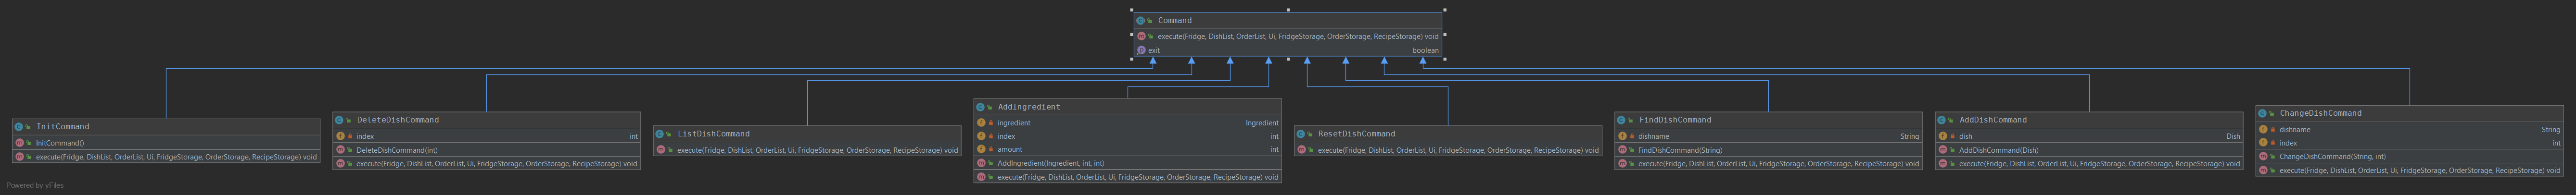 Command
execute(Fridge, DishList, OrderList, Ui, FridgeStorage, OrderStorage, RecipeStorage) void
exit boolean
InitCommand
InitCommand()
execute(Fridge, DishList, OrderList, Ui, FridgeStorage, OrderStorage, RecipeStorage) void
DeleteDishCommand
index int
DeleteDishCommand(int)
execute(Fridge, DishList, OrderList, Ui, FridgeStorage, OrderStorage, RecipeStorage) void
ListDishCommand
execute(Fridge, DishList, OrderList, Ui, FridgeStorage, OrderStorage, RecipeStorage) void
AddIngredient
ingredient Ingredient
index int
amount int
AddIngredient(Ingredient, int, int)
execute(Fridge, DishList, OrderList, Ui, FridgeStorage, OrderStorage, RecipeStorage) void
ResetDishCommand
execute(Fridge, DishList, OrderList, Ui, FridgeStorage, OrderStorage, RecipeStorage) void
FindDishCommand
dishname String
FindDishCommand(String)
execute(Fridge, DishList, OrderList, Ui, FridgeStorage, OrderStorage, RecipeStorage) void
AddDishCommand
dish Dish
AddDishCommand(Dish)
execute(Fridge, DishList, OrderList, Ui, FridgeStorage, OrderStorage, RecipeStorage) void
ChangeDishCommand
dishname String
index int
ChangeDishCommand(String, int)
execute(Fridge, DishList, OrderList, Ui, FridgeStorage, OrderStorage, RecipeStorage) void
Powered by yFiles